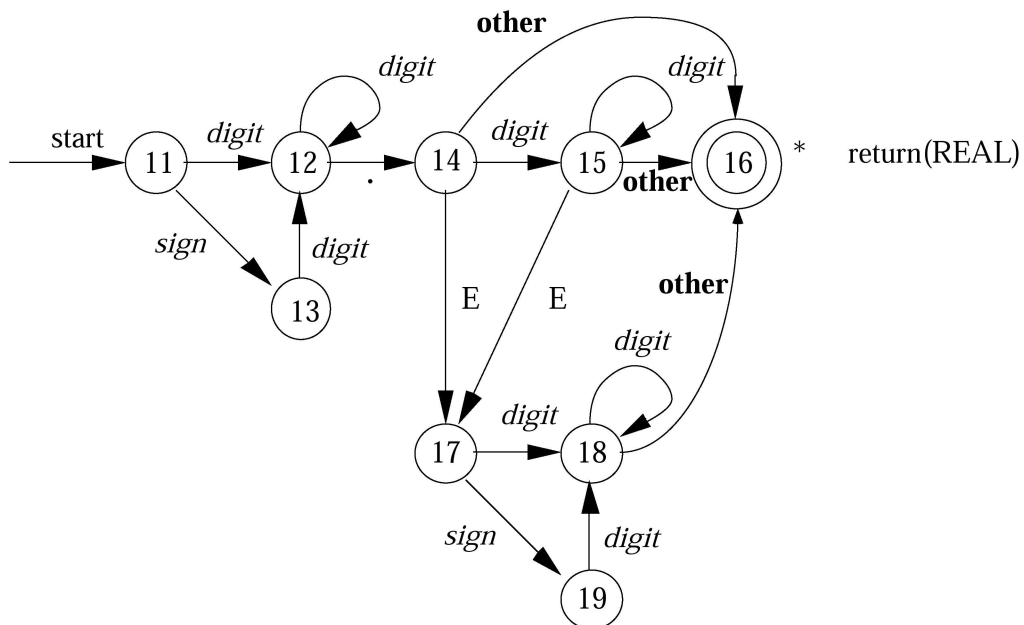 other
digit
digit
start
digit
digit
11
12
14
15
16
* return(REAL)
.
other
sign
digit
13
E
E
other
digit
digit
17
18
sign
digit
19